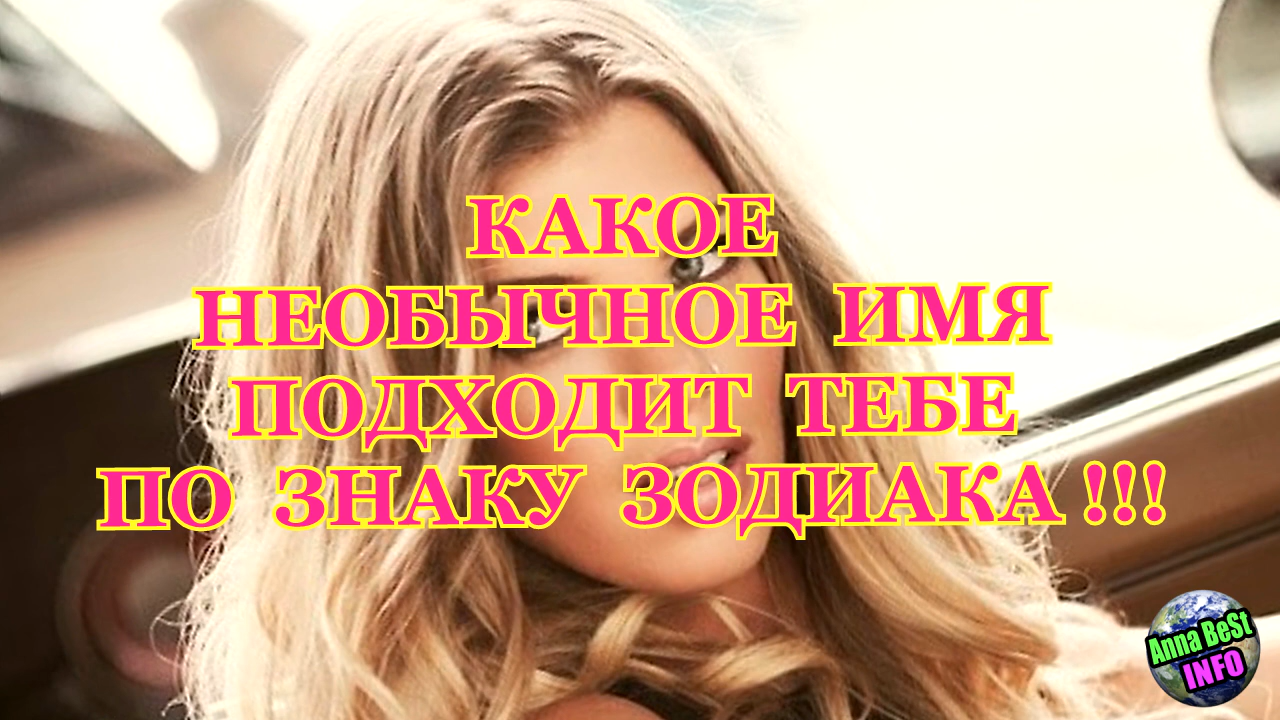 КАКОЕ
НЕОБЫЧНОЕ ИМЯ
ПОДХОДИТ ТЕБЕ
ПО ЗНАКУ ЗОДИАКА !!!
Anna BeSt
INFO